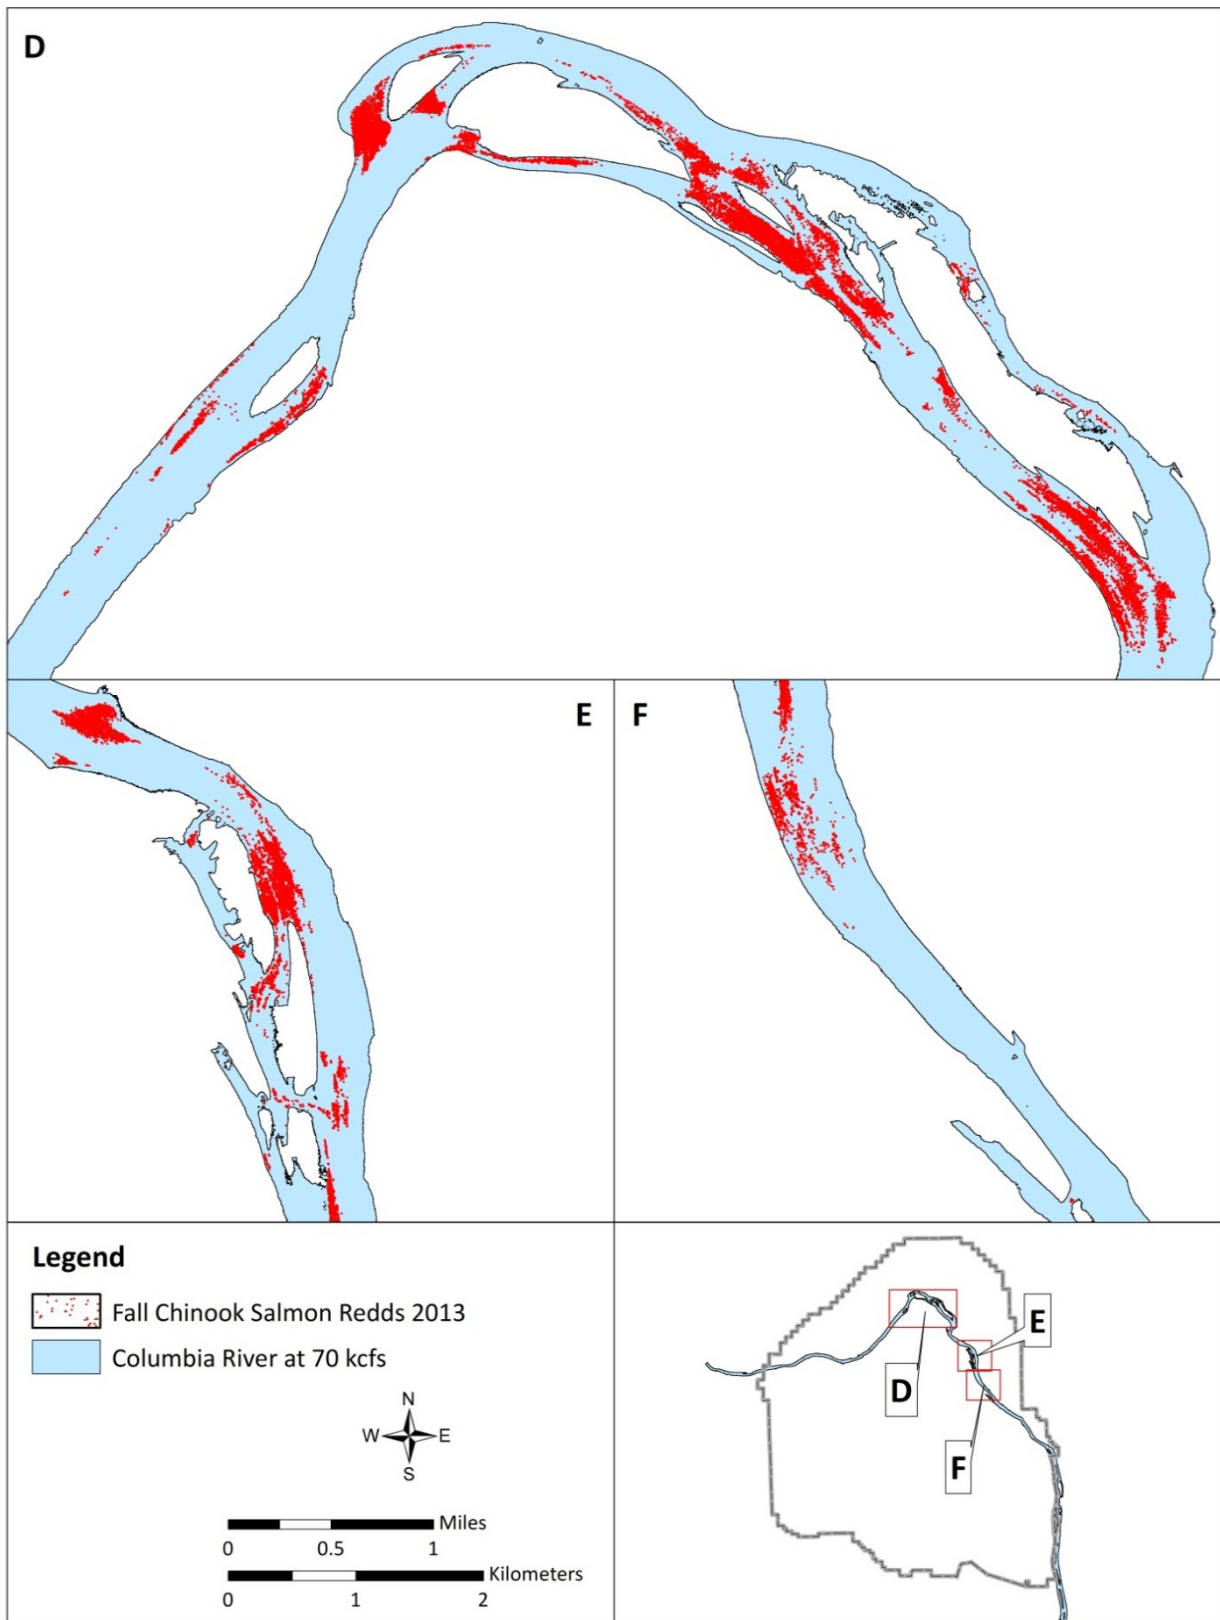 D
E
F
Legend
Fall Chinook Salmon Redds 2013
Columbia River at 70 kcfs
N
W E
S
Miles
0 0.5 1
Kilometers
0 1 2
E
D
F